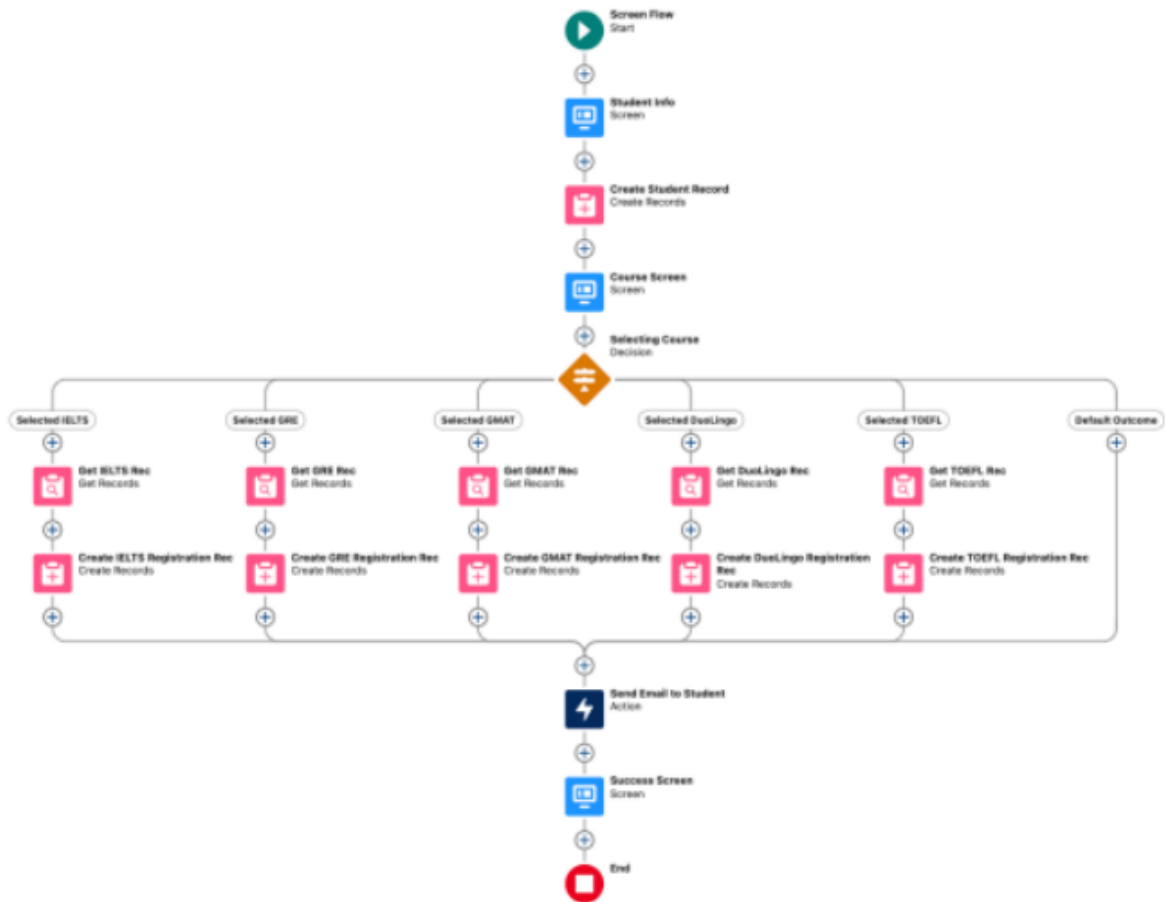 Screen Flow
Start
Student Info
Screen
Create Student Record
Create Records
Course Screen
Screen
Selecting Course
Decision
Selected IELTS
Selected GRE
Selected GMAT
Selected DuoLingo
Selected TOEFL
Default Outcome
Get IELTS Rec
Get Records
Get GRE Rec
Get Records
Get GMAT Rec
Get Records
Get DuoLingo Rec
Get Records
Get TOEFL Rec
Get Records
Create IELTS Registration Rec
Create Records
Create GRE Registration Rec
Create Records
Create GMAT Registration Rec
Create Records
Create DuoLingo Registration
Rec
Create Records
Create TOEFL Registration Rec
Create Records
Send Email to Student
Action
Success Screen
Screen
End